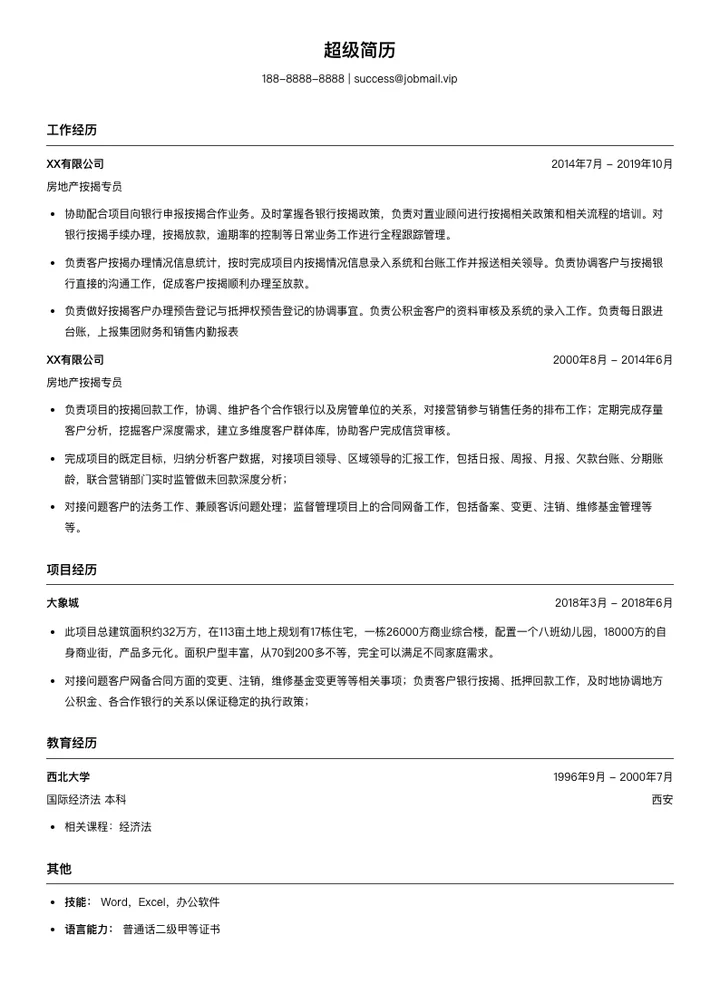 超级简历
188-8888-8888 | success@jobmail.vip
工作经历
XX有限公司 2014年7月 – 2019年10月
房地产按揭专员
• 协助配合项目向银行申报按揭合作业务。及时掌握各银行按揭政策，负责对置业顾问进行按揭相关政策和相关流程的培训。对
银行按揭手续办理，按揭放款，逾期率的控制等日常业务工作进行全程跟踪管理。
• 负责客户按揭办理情况信息统计，按时完成项目内按揭情况信息录入系统和台账工作并报送相关领导。负责协调客户与按揭银
行直接的沟通工作，促成客户按揭顺利办理至放款。
• 负责做好按揭客户办理预告登记与抵押权预告登记的协调事宜。负责公积金客户的资料审核及系统的录入工作。负责每日跟进
台账，上报集团财务和销售内勤报表
XX有限公司 2000年8月 – 2014年6月
房地产按揭专员
• 负责项目的按揭回款工作，协调、维护各个合作银行以及房管单位的关系，对接营销参与销售任务的排布工作；定期完成存量
客户分析，挖掘客户深度需求，建立多维度客户群体库，协助客户完成信贷审核。
• 完成项目的既定目标，归纳分析客户数据，对接项目领导、区域领导的汇报工作，包括日报、周报、月报、欠款台账、分期账
龄，联合营销部门实时监管做未回款深度分析；
• 对接问题客户的法务工作、兼顾客诉问题处理；监督管理项目上的合同网备工作，包括备案、变更、注销、维修基金管理等
等。
项目经历
大象城 2018年3月 – 2018年6月
• 此项目总建筑面积约32万方，在113亩土地上规划有17栋住宅，一栋26000方商业综合楼，配置一个八班幼儿园，18000方的自
身商业街，产品多元化。面积户型丰富，从70到200多不等，完全可以满足不同家庭需求。
• 对接问题客户网备合同方面的变更、注销，维修基金变更等等相关事项；负责客户银行按揭、抵押回款工作，及时地协调地方
公积金、各合作银行的关系以保证稳定的执行政策；
教育经历
西北大学 1996年9月 – 2000年7月
国际经济法 本科 西安
• 相关课程：经济法
其他
• 技能： Word，Excel，办公软件
• 语言能力： 普通话二级甲等证书